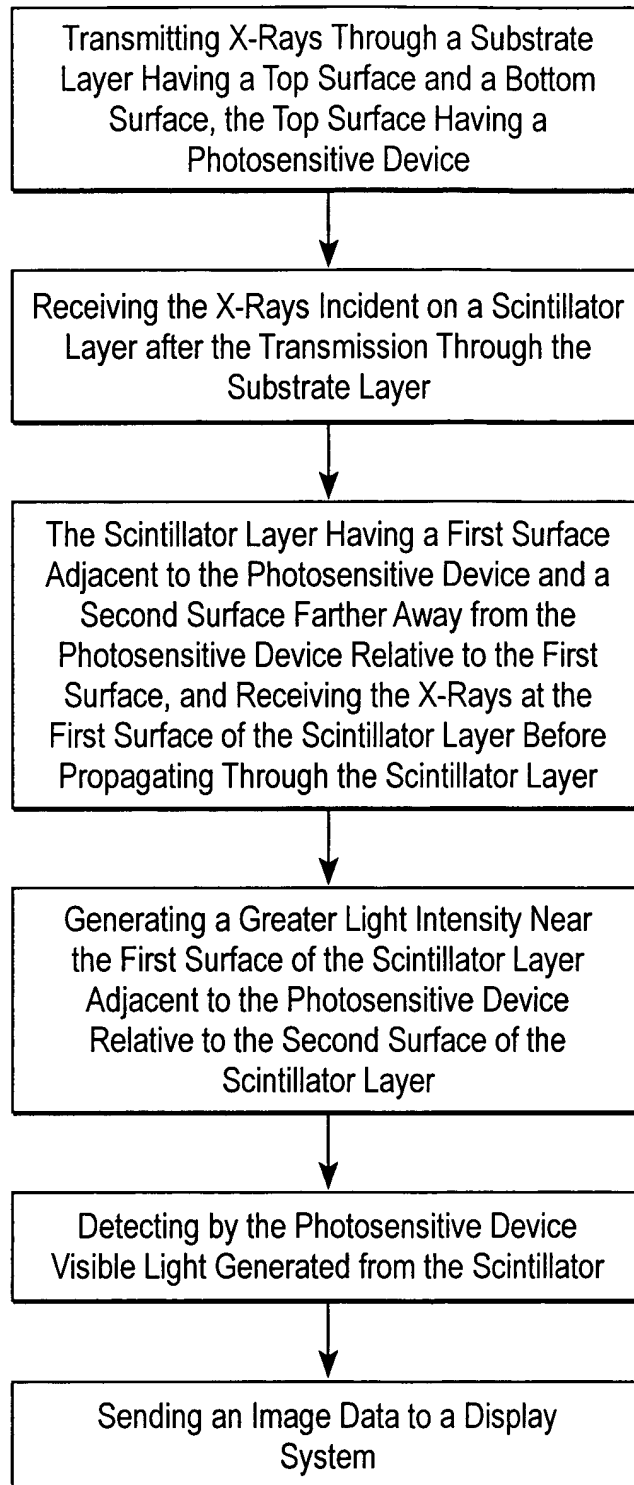 Transmitting X-Rays Through a Substrate
Layer Having a Top Surface and a Bottom
Surface, the Top Surface Having a
Photosensitive Device
Receiving the X-Rays Incident on a Scintillator
Layer after the Transmission Through the
Substrate Layer
The Scintillator Layer Having a First Surface
Adjacent to the Photosensitive Device and a
Second Surface Farther Away from the
Photosensitive Device Relative to the First
Surface, and Receiving the X-Rays at the
First Surface of the Scintillator Layer Before
Propagating Through the Scintillator Layer
Generating a Greater Light Intensity Near
the First Surface of the Scintillator Layer
Adjacent to the Photosensitive Device
Relative to the Second Surface of the
Scintillator Layer
Detecting by the Photosensitive Device
Visible Light Generated from the Scintillator
Sending an Image Data to a Display
System